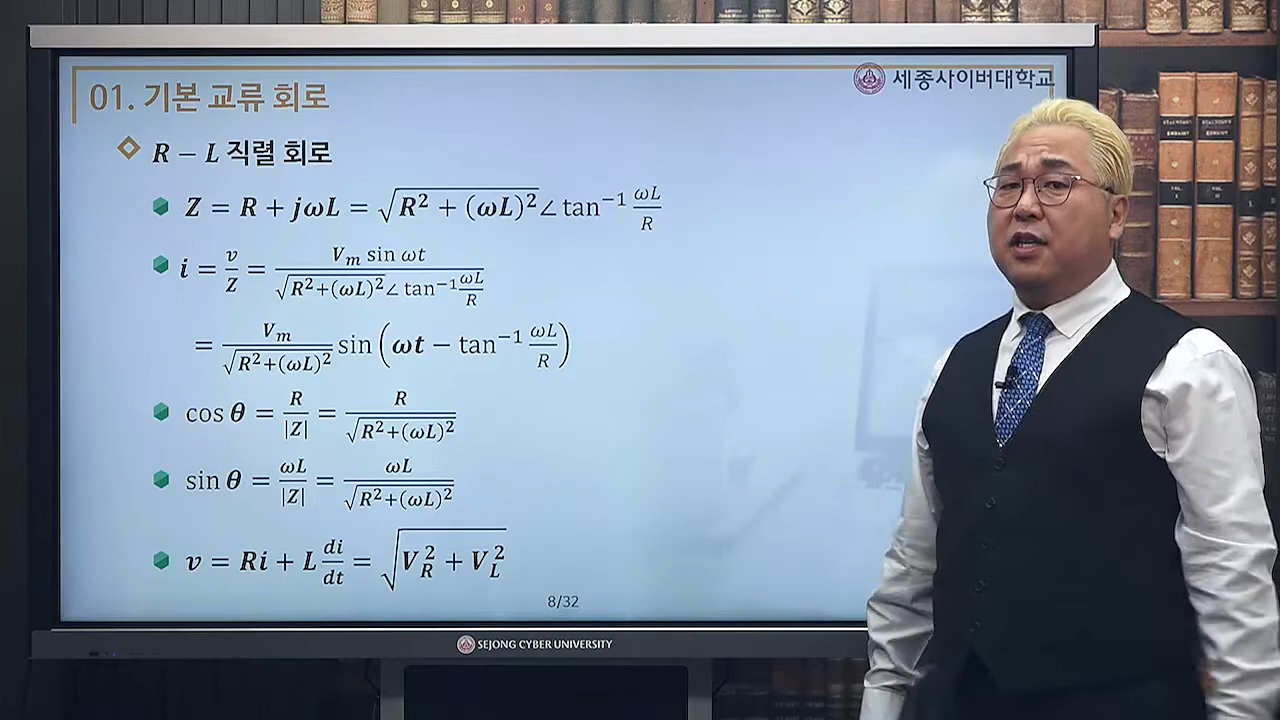 세종사이버대학교
01. 기본 교류 회로
R − L 직렬 회로
Z = R + jωL = √(R² + (ωL)²)∠ tan⁻¹ ωL/R
i = v/Z = V_m sin ωt / √(R²+(ωL)²)∠ tan⁻¹ ωL/R
= V_m / √(R²+(ωL)²) sin (ωt − tan⁻¹ ωL/R)
cos θ = R/|Z| = R / √(R²+(ωL)²)
sin θ = ωL/|Z| = ωL / √(R²+(ωL)²)
v = Ri + L di/dt = √(V_R² + V_L²)
8/32
SEJONG CYBER UNIVERSITY